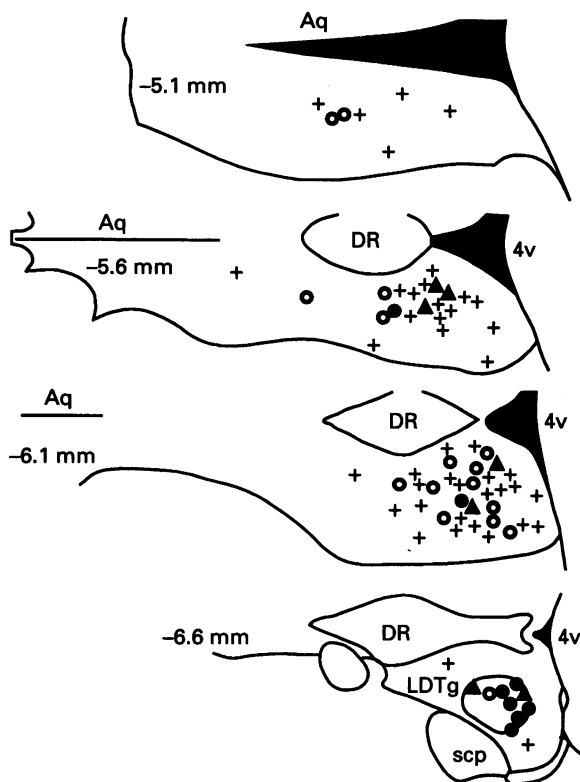 Aq
–5.1 mm
Aq
DR
4v
–5.6 mm
Aq
DR
4v
–6.1 mm
–6.6 mm
DR
4v
LDTg
scp